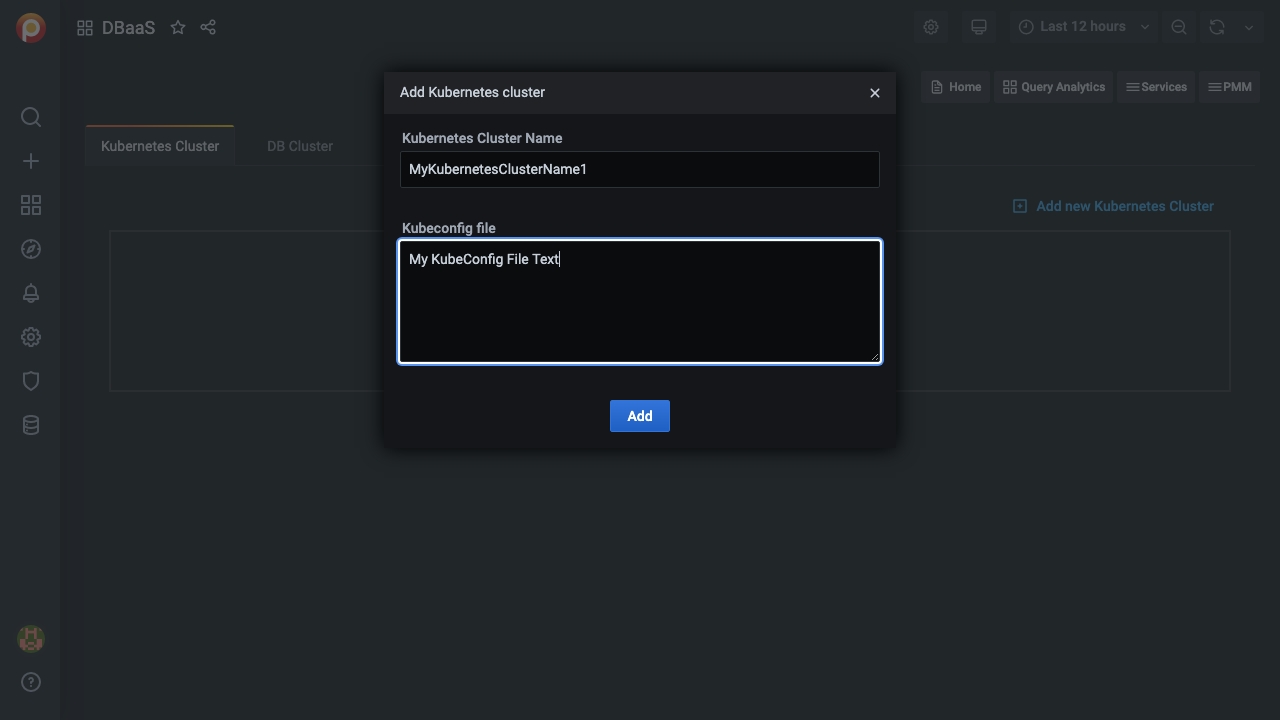 DBaaS
Last 12 hours
Home
Query Analytics
Services
PMM
Kubernetes Cluster
DB Cluster
Add new Kubernetes Cluster
Add Kubernetes cluster
Kubernetes Cluster Name
MyKubernetesClusterName1
Kubeconfig file
My KubeConfig File Text
Add